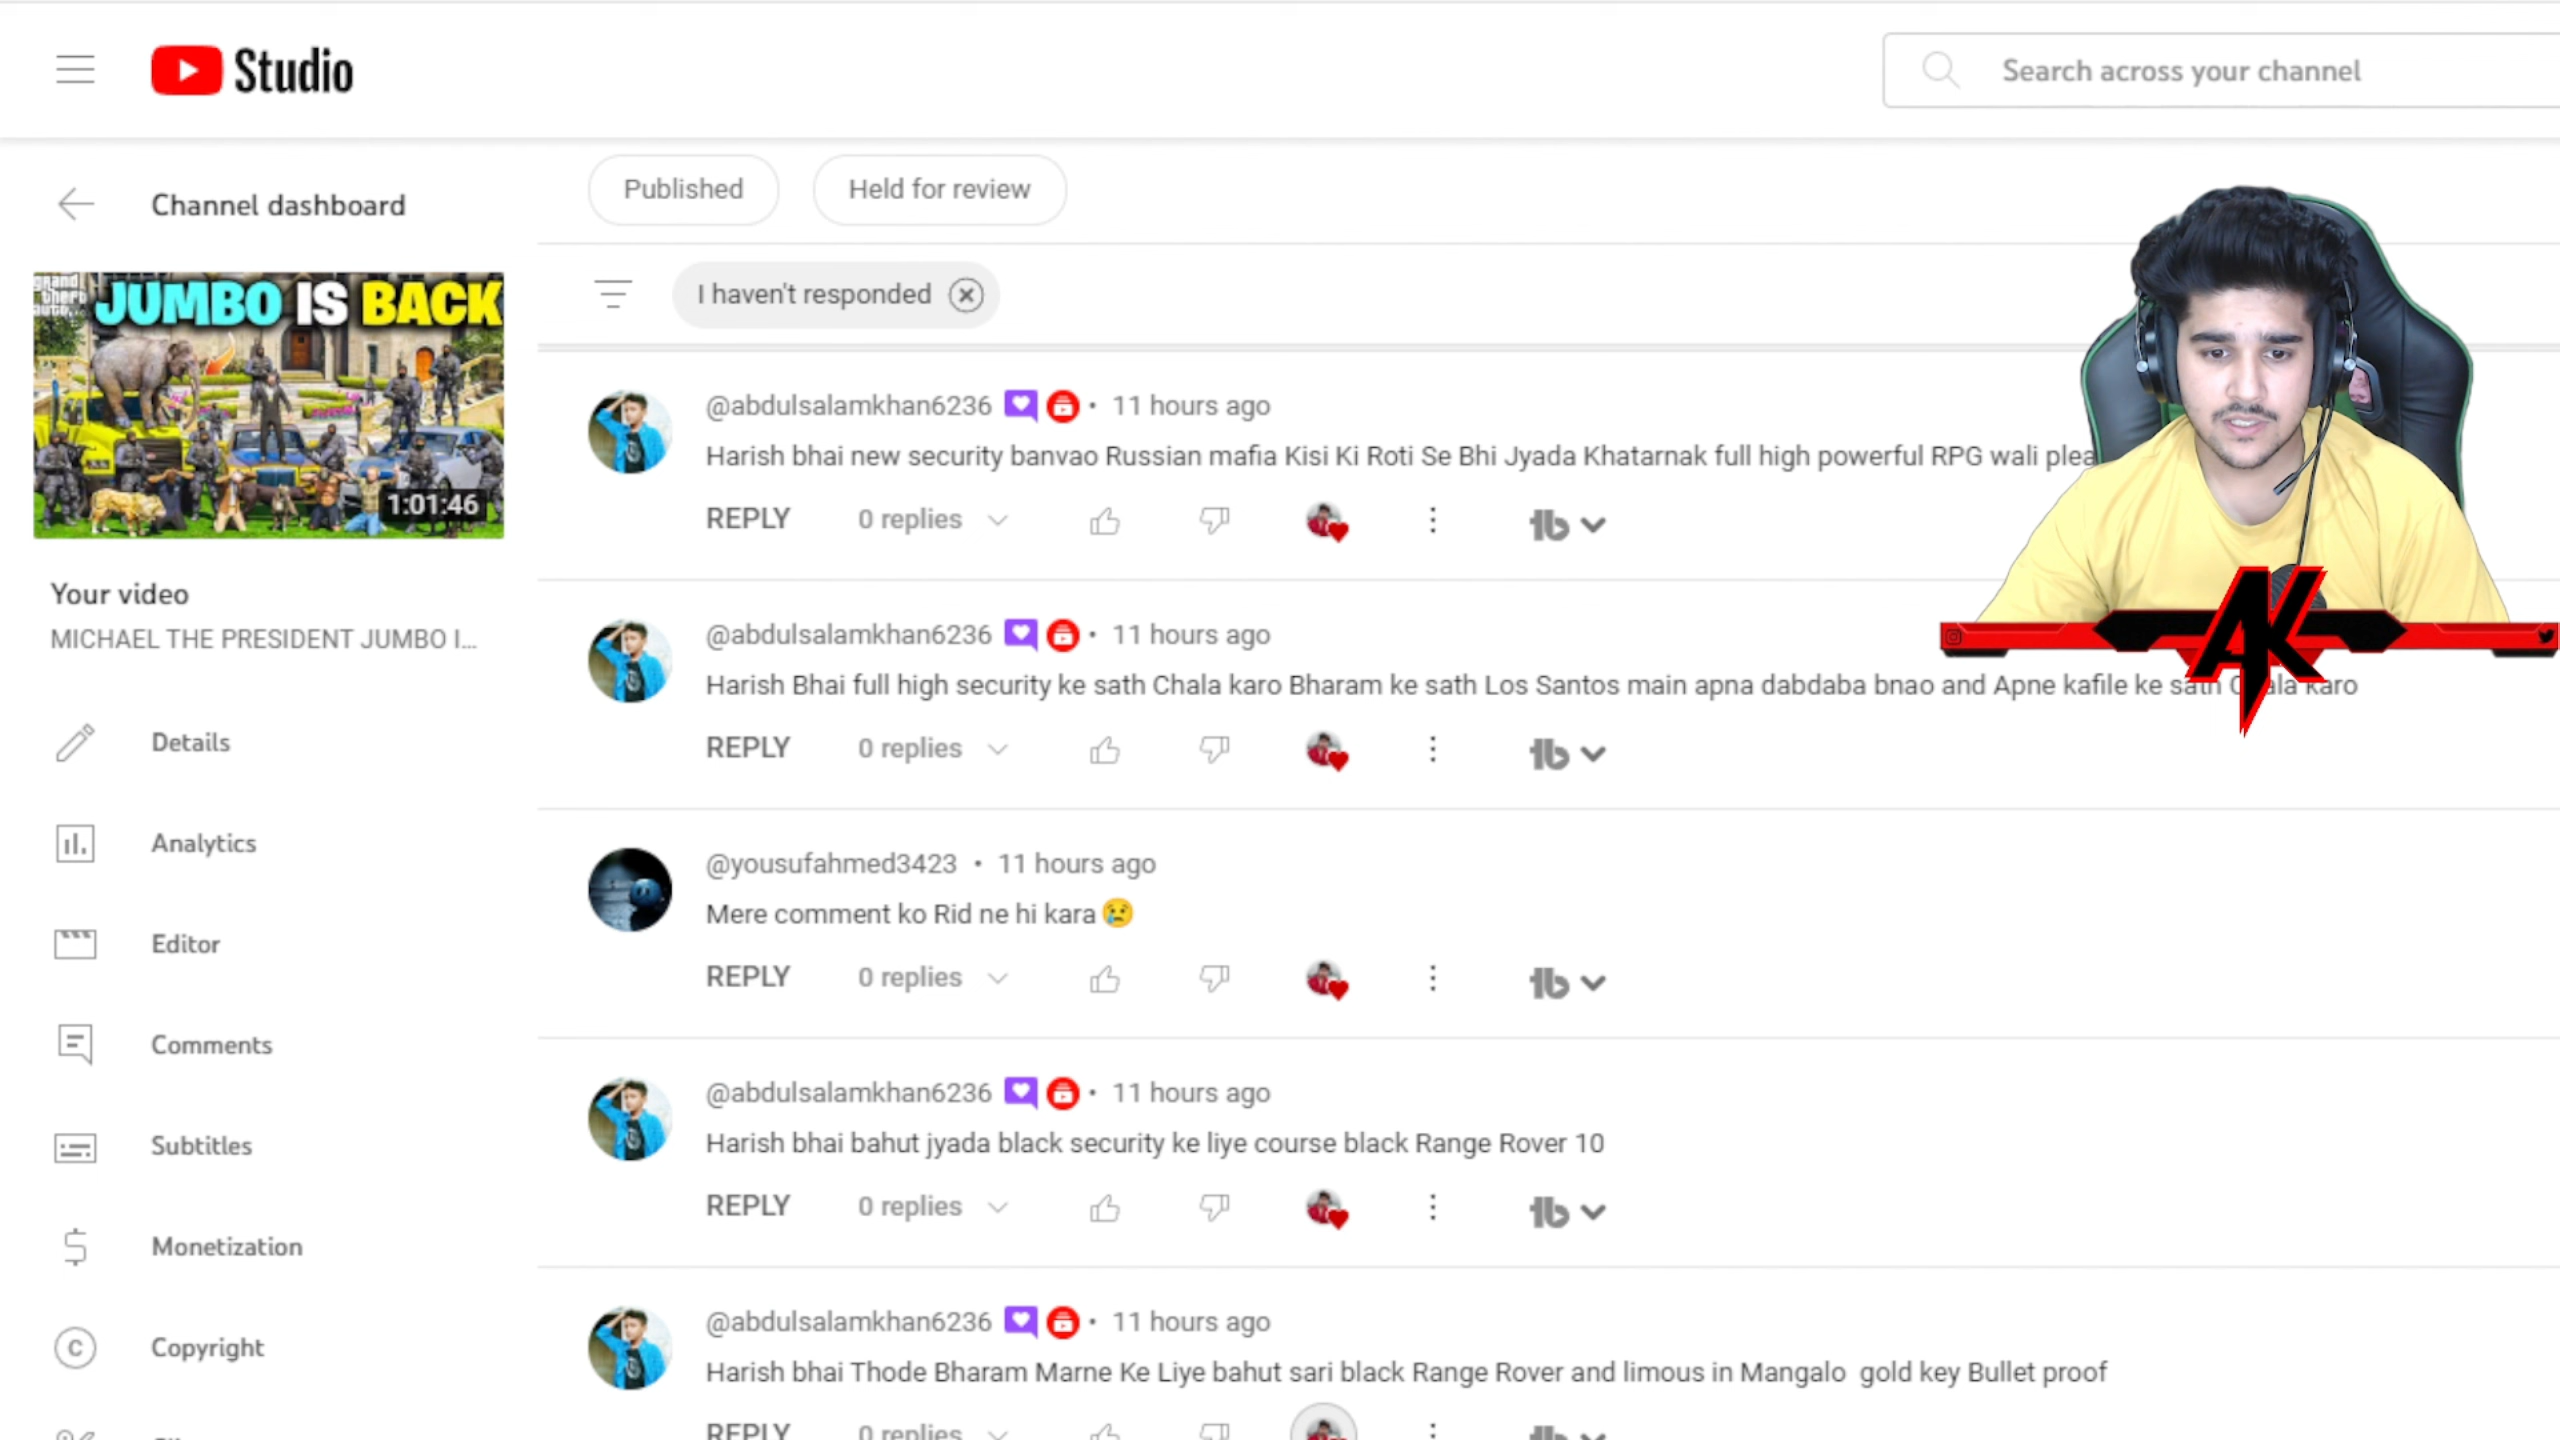 Studio
Search across your channel
Channel dashboard
Published
Held for review
I haven't responded
grand
theft
auto
JUMBO IS BACK
1:01:46
Your video
MICHAEL THE PRESIDENT JUMBO I...
Details
Analytics
Editor
Comments
Subtitles
Monetization
Copyright
@abdulsalamkhan6236 • 11 hours ago
Harish bhai new security banvao Russian mafia Kisi Ki Roti Se Bhi Jyada Khatarnak full high powerful RPG wali plea
REPLY 0 replies
@abdulsalamkhan6236 • 11 hours ago
Harish Bhai full high security ke sath Chala karo Bharam ke sath Los Santos main apna dabdaba bnao and Apne kafile ke sath karo
REPLY 0 replies
@yousufahmed3423 • 11 hours ago
Mere comment ko Rid ne hi kara 😢
REPLY 0 replies
@abdulsalamkhan6236 • 11 hours ago
Harish bhai bahut jyada black security ke liye course black Range Rover 10
REPLY 0 replies
@abdulsalamkhan6236 • 11 hours ago
Harish bhai Thode Bharam Marne Ke Liye bahut sari black Range Rover and limous in Mangalo gold key Bullet proof
REPLY 0 replies
AK